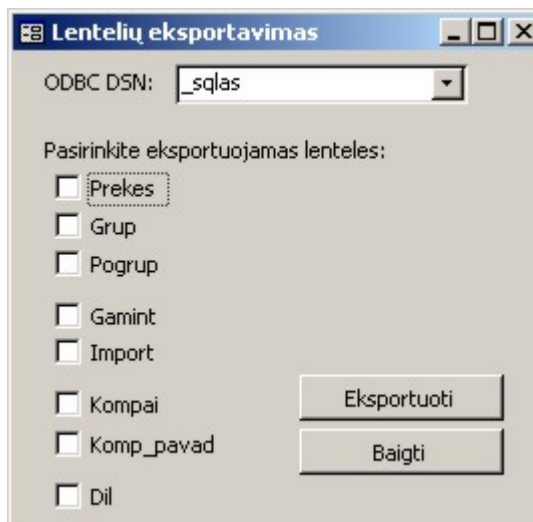 Lentelių eksportavimas
ODBC DSN: _sqlas
Pasirinkite eksportuojamas lenteles:
Prekes
Grup
Pogrup
Gamint
Import
Kompai
Komp_pavad
Dil
Eksportuoti
Baigti